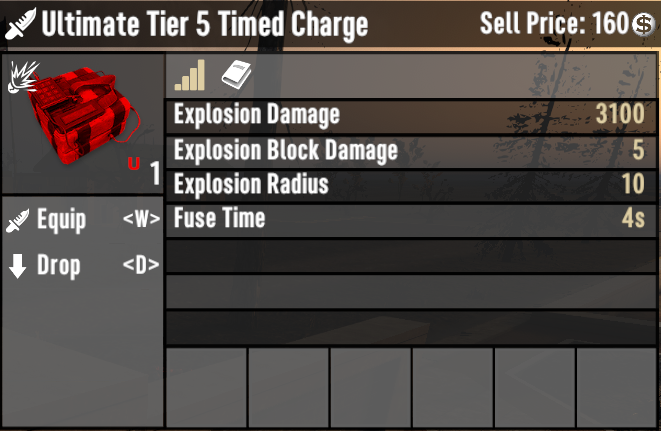 Ultimate Tier 5 Timed Charge Sell Price: 160
U 1
Explosion Damage 3100
Explosion Block Damage 5
Explosion Radius 10
Fuse Time 4s
Equip <W>
Drop <D>